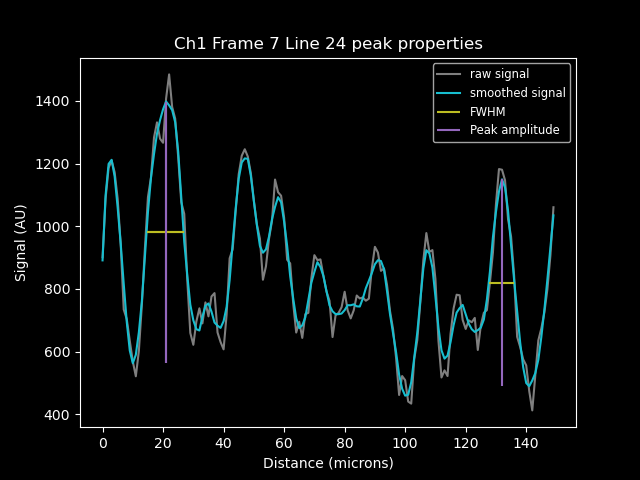 Ch1 Frame 7 Line 24 peak properties
raw signal
smoothed signal
FWHM
Peak amplitude
Signal (AU)
1400
1200
1000
800
600
400
0 20 40 60 80 100 120 140
Distance (microns)